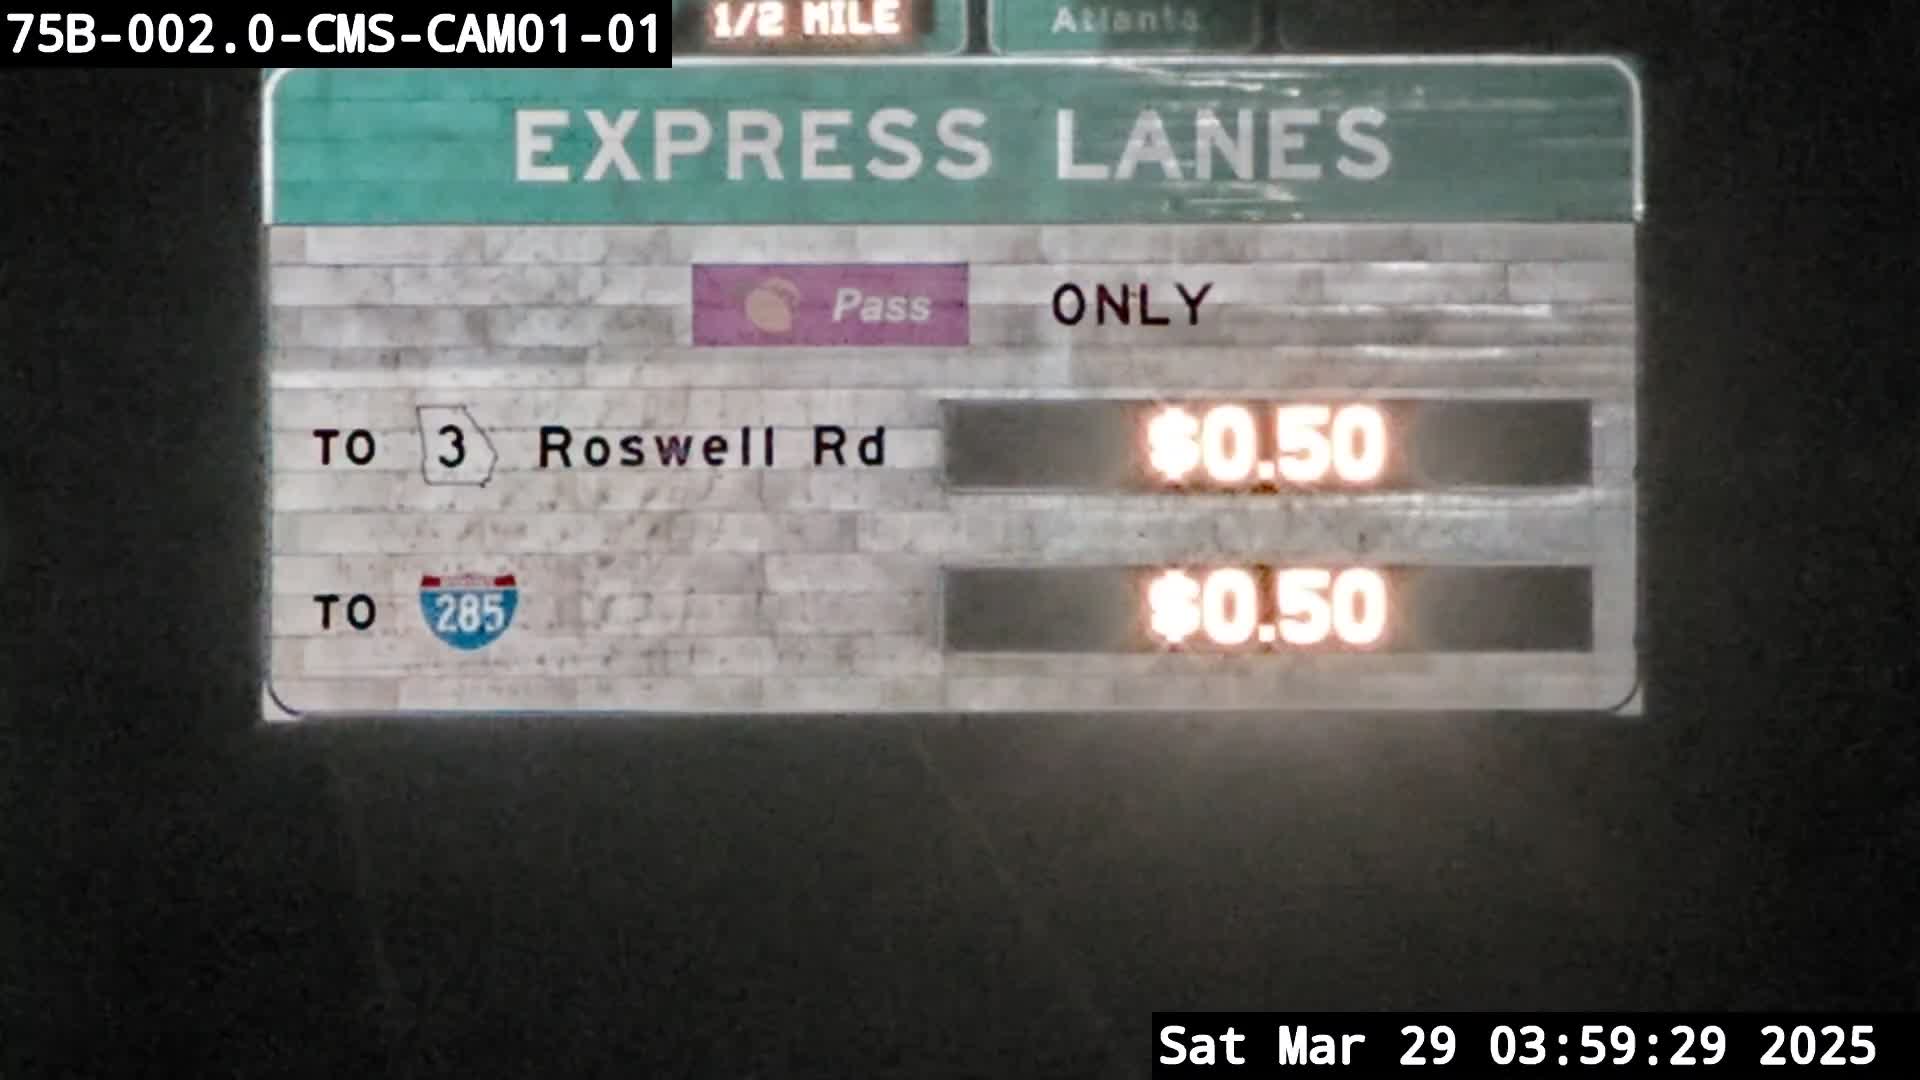 75B-002.0-CMS-CAM01-01
1/2 MILE
Atlanta
EXPRESS LANES
Pass ONLY
TO 3 Roswell Rd $0.50
TO 285 $0.50
Sat Mar 29 03:59:29 2025